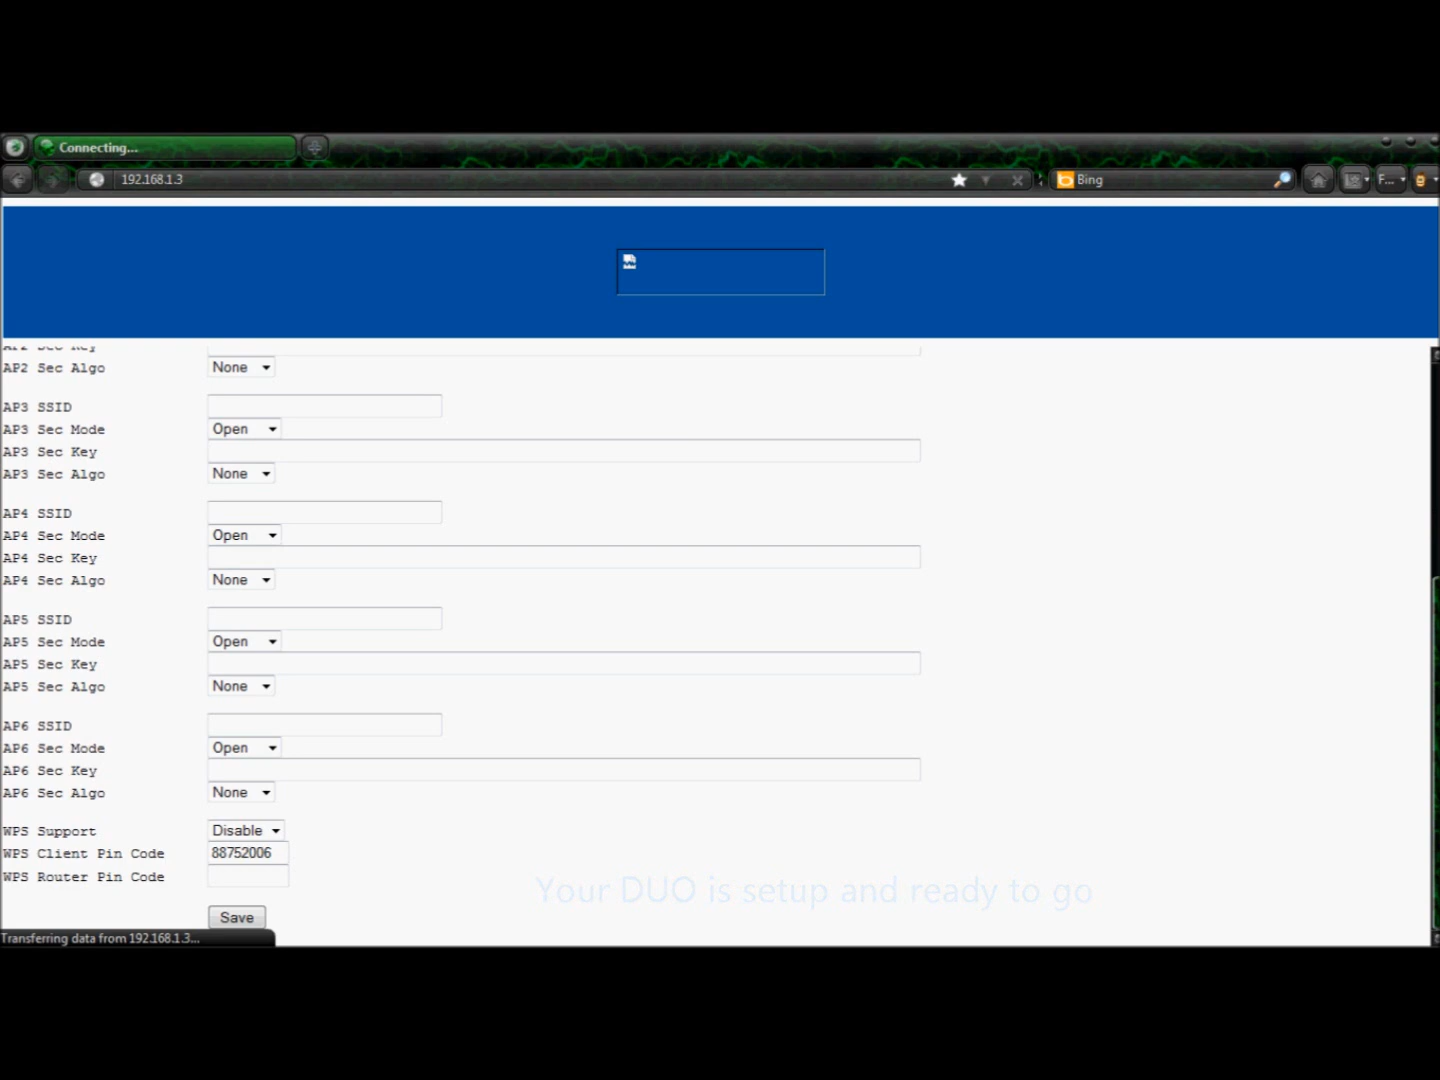 Connecting...
192.168.1.3
Bing
F...
AP2 Sec Key
AP2 Sec Algo None
AP3 SSID
AP3 Sec Mode Open
AP3 Sec Key
AP3 Sec Algo None
AP4 SSID
AP4 Sec Mode Open
AP4 Sec Key
AP4 Sec Algo None
AP5 SSID
AP5 Sec Mode Open
AP5 Sec Key
AP5 Sec Algo None
AP6 SSID
AP6 Sec Mode Open
AP6 Sec Key
AP6 Sec Algo None
WPS Support Disable
WPS Client Pin Code 88752006
WPS Router Pin Code
Your DUO is setup and ready to go
Save
Transferring data from 192.168.1.3...